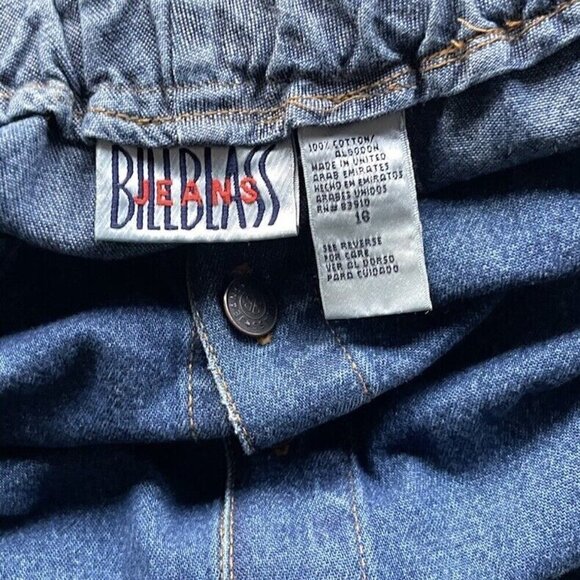 BILLBLASS
JEANS
100% COTTON/
ALGODON
MADE IN UNITED
ARAB EMIRATES
HECHO EN EMIRATOS
ARABES UNIDOS
RN# 83910
16
SEE REVERSE
FOR CARE
VER AL DORSO
PARA CUIDADO